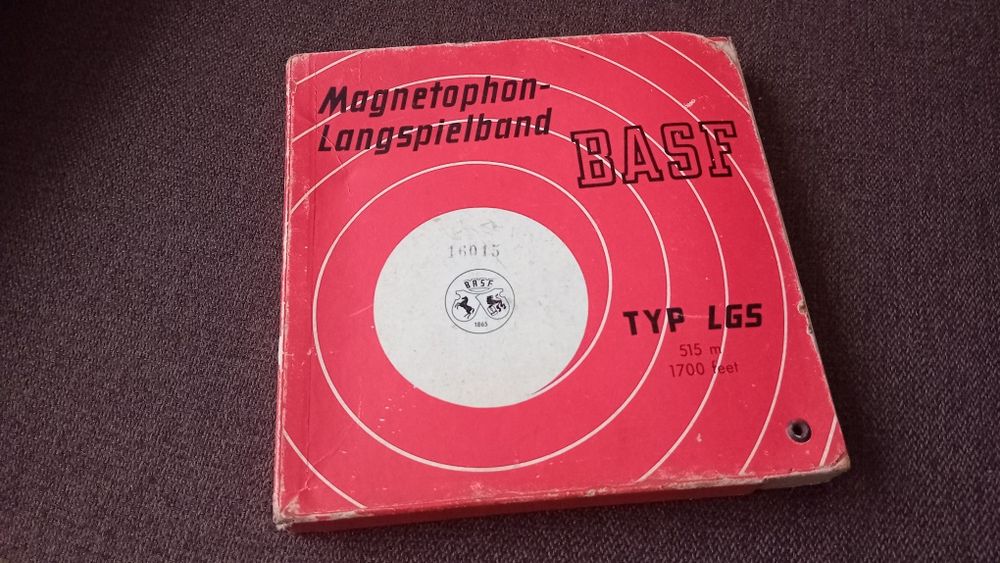 Magnetophon-
Langspielband
BASF
16015
BASF
1865
TYP LGS
515 m
1700 feet